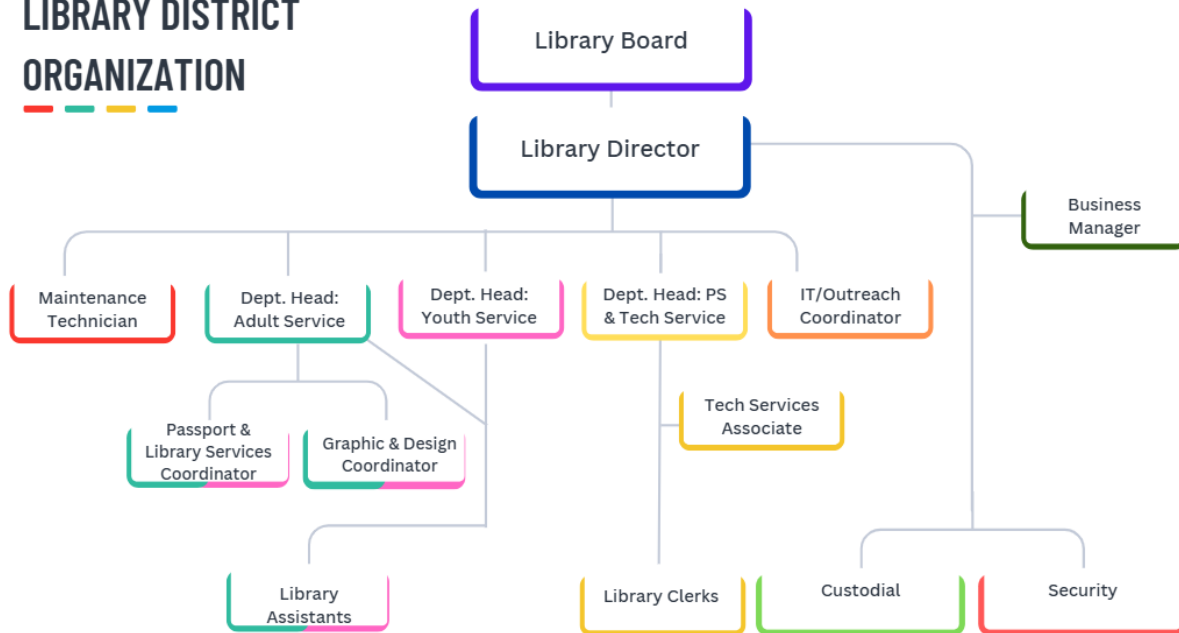 LIBRARY DISTRICT
ORGANIZATION
Library Board
Library Director
Business
Manager
Maintenance
Technician
Dept. Head:
Adult Service
Dept. Head:
Youth Service
Dept. Head: PS
& Tech Service
IT/Outreach
Coordinator
Tech Services
Associate
Passport &
Library Services
Coordinator
Graphic & Design
Coordinator
Library
Assistants
Library Clerks
Custodial
Security